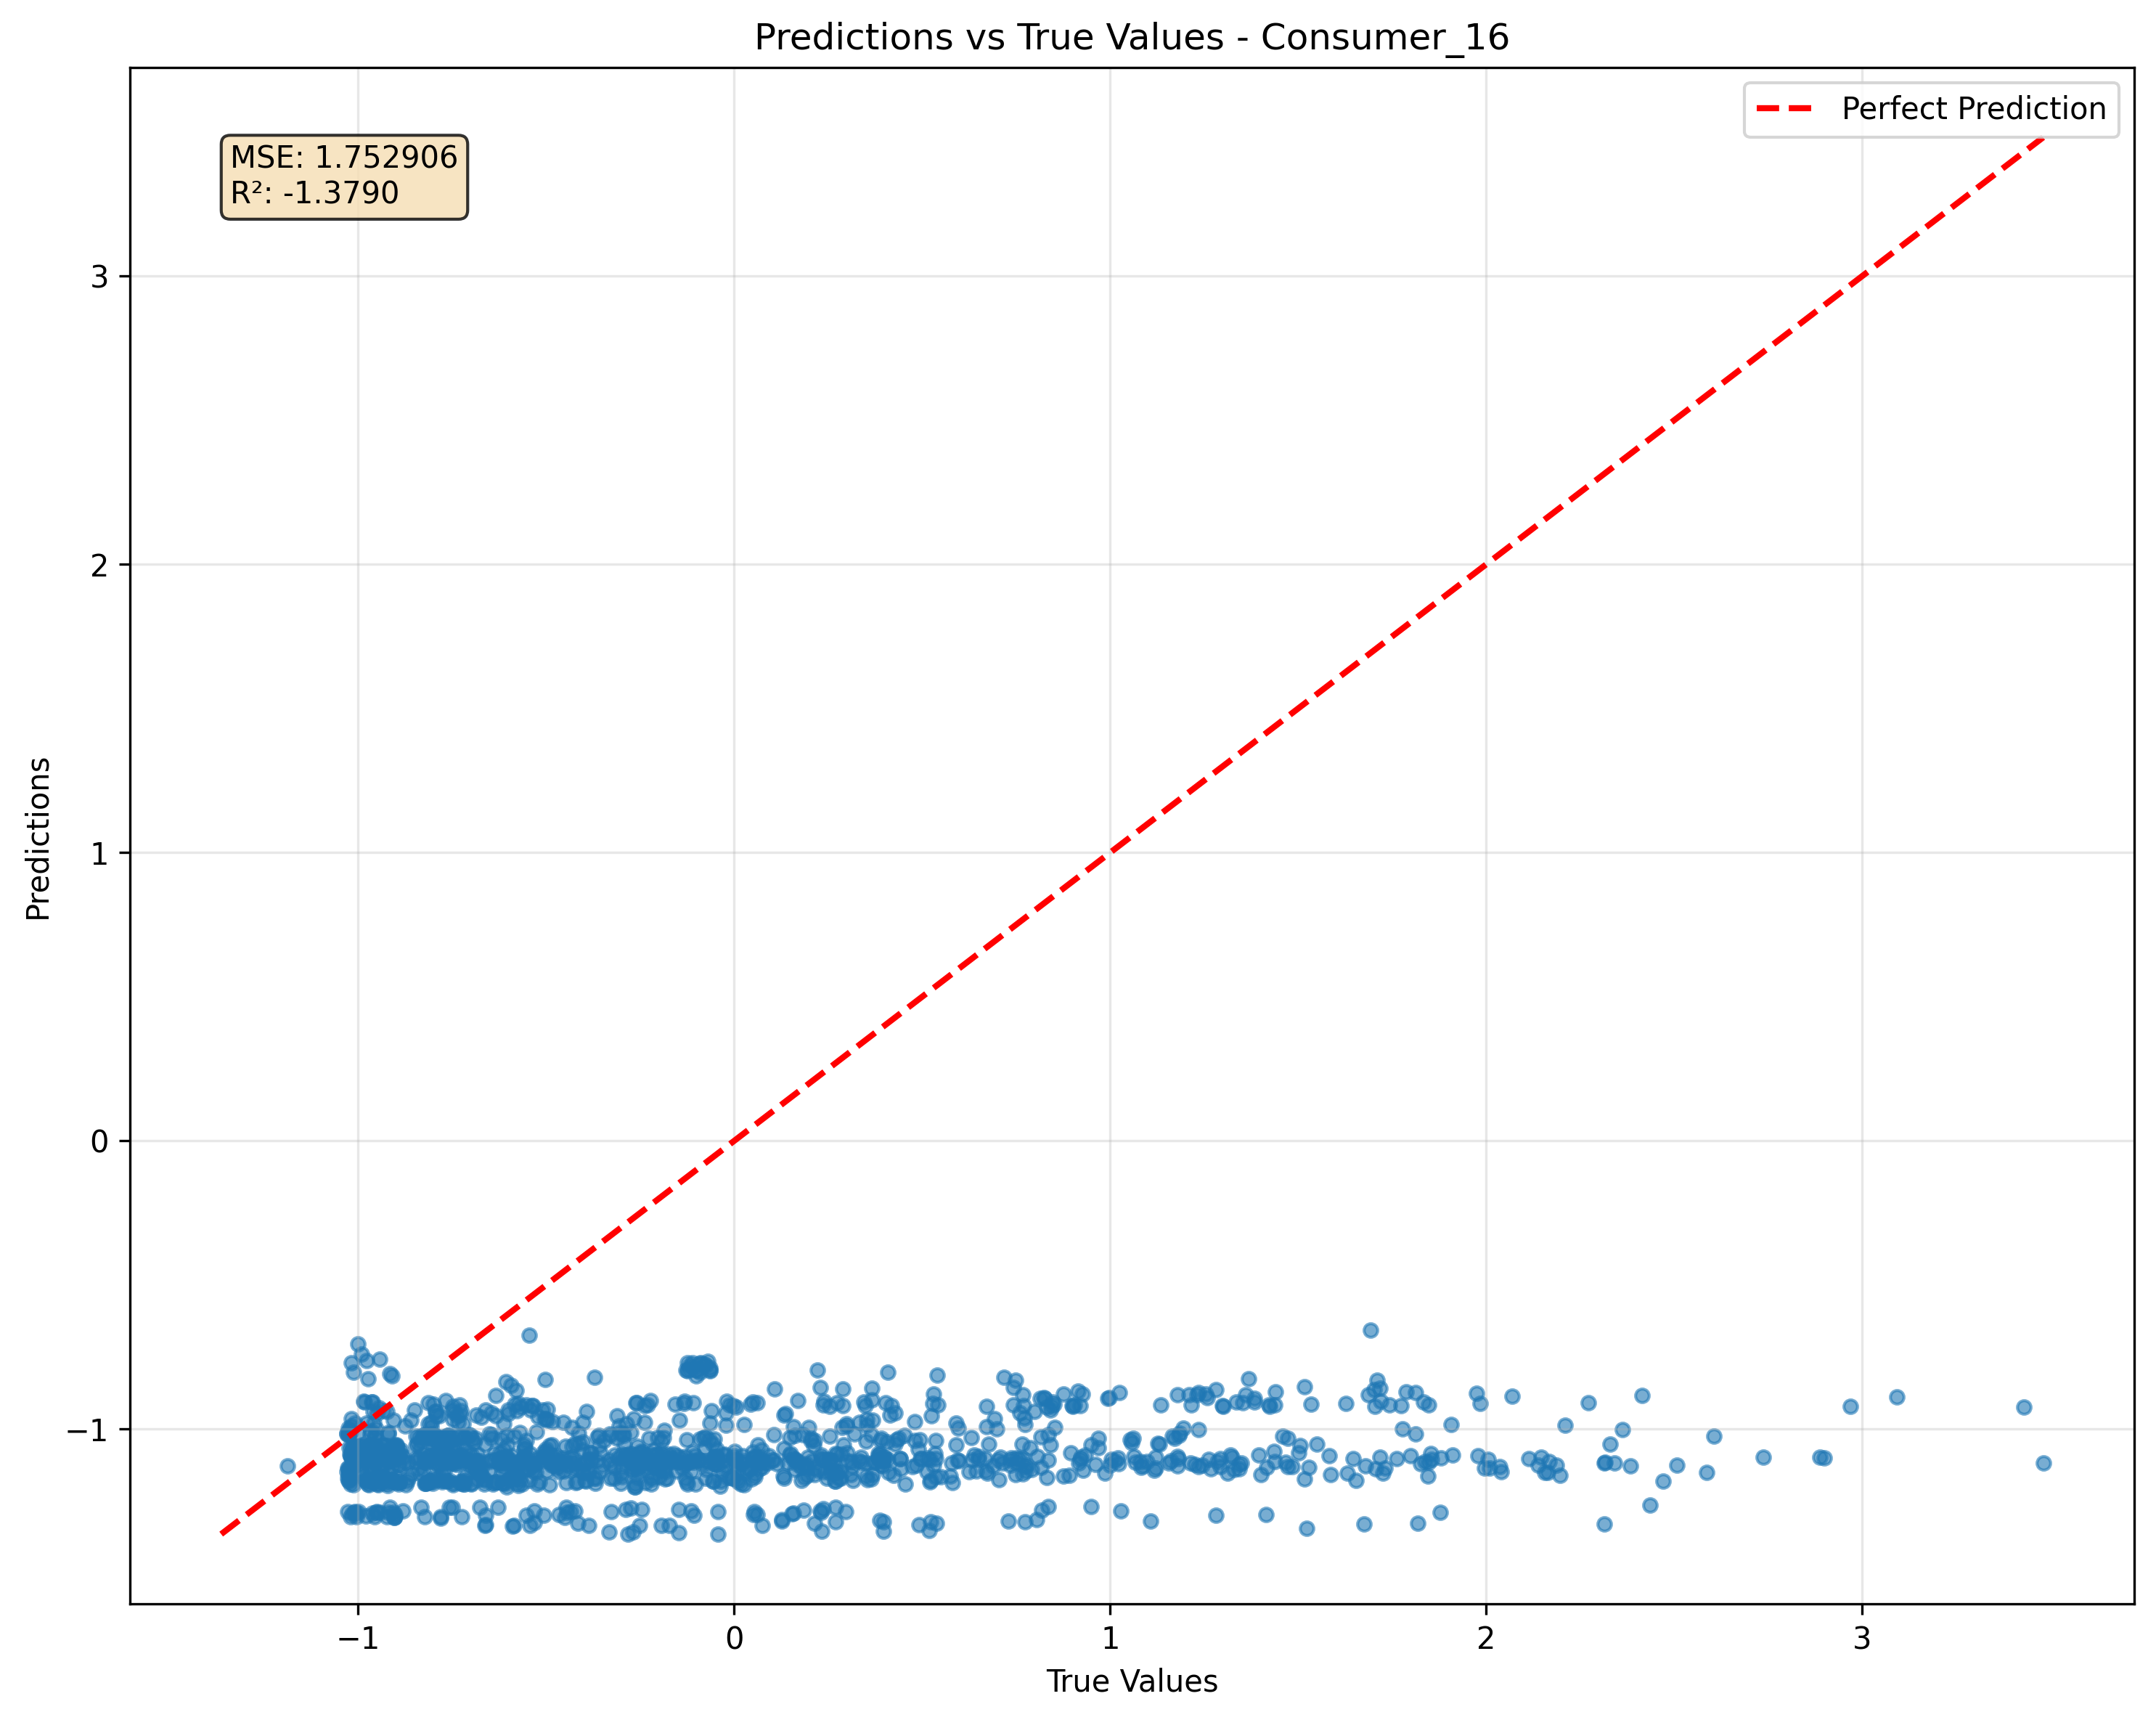 Predictions vs True Values - Consumer_16
Perfect Prediction
MSE: 1.752906
R²: -1.3790
3
2
1
0
−1
Predictions
−1 0 1 2 3
True Values